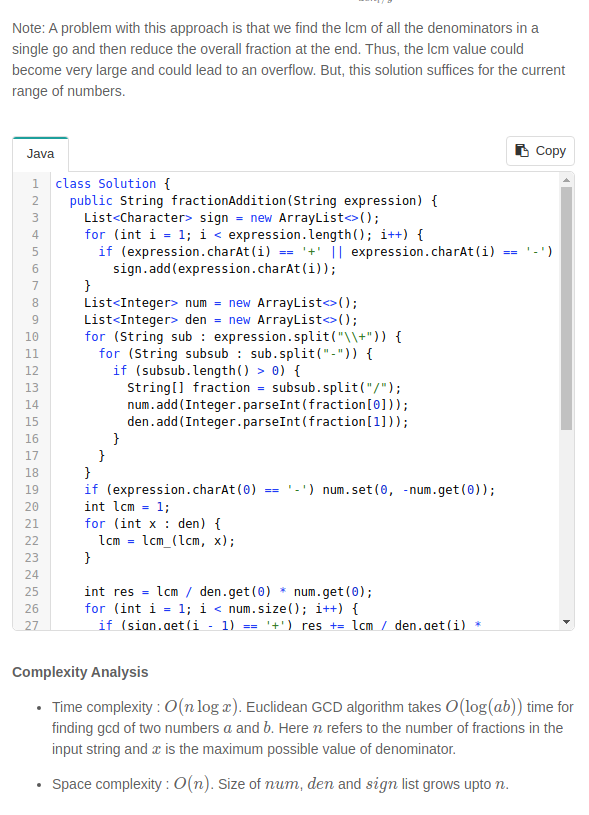 Note: A problem with this approach is that we find the lcm of all the denominators in a
single go and then reduce the overall fraction at the end. Thus, the lcm value could
become very large and could lead to an overflow. But, this solution suffices for the current
range of numbers.
Java
Copy
1 class Solution {
2   public String fractionAddition(String expression) {
3     List<Character> sign = new ArrayList<>();
4     for (int i = 1; i < expression.length(); i++) {
5       if (expression.charAt(i) == '+' || expression.charAt(i) == '-')
6         sign.add(expression.charAt(i));
7     }
8     List<Integer> num = new ArrayList<>();
9     List<Integer> den = new ArrayList<>();
10     for (String sub : expression.split("\\+")) {
11       for (String subsub : sub.split("-")) {
12         if (subsub.length() > 0) {
13           String[] fraction = subsub.split("/");
14           num.add(Integer.parseInt(fraction[0]));
15           den.add(Integer.parseInt(fraction[1]));
16         }
17       }
18     }
19     if (expression.charAt(0) == '-') num.set(0, -num.get(0));
20     int lcm = 1;
21     for (int x : den) {
22       lcm = lcm_(lcm, x);
23     }
24
25     int res = lcm / den.get(0) * num.get(0);
26     for (int i = 1; i < num.size(); i++) {
27       if (sign.get(i - 1) == '+') res += lcm / den.get(i) *
Complexity Analysis
• Time complexity : O(n log x). Euclidean GCD algorithm takes O(log(ab)) time for
finding gcd of two numbers a and b. Here n refers to the number of fractions in the
input string and x is the maximum possible value of denominator.
• Space complexity : O(n). Size of num, den and sign list grows upto n.